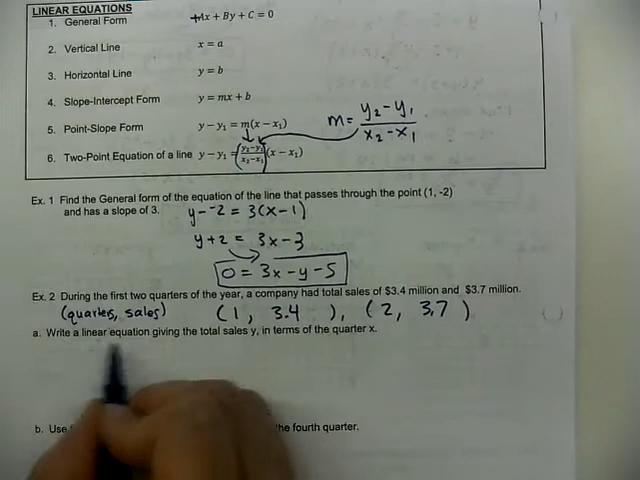 LINEAR EQUATIONS
1. General Form +Ax + By + C = 0
2. Vertical Line x = a
3. Horizontal Line y = b
4. Slope-Intercept Form y = mx + b
m = y₂ - y₁ / x₂ - x₁
5. Point-Slope Form y - y₁ = m(x - x₁)
6. Two-Point Equation of a line y - y₁ = (y₂ - y₁ / x₂ - x₁)(x - x₁)
Ex. 1 Find the General form of the equation of the line that passes through the point (1, -2)
and has a slope of 3.
y - -2 = 3(x - 1)
y + 2 = 3x - 3
0 = 3x - y - 5
Ex. 2 During the first two quarters of the year, a company had total sales of $3.4 million and $3.7 million.
(quarters, sales) (1, 3.4 ), (2, 3.7 )
a. Write a linear equation giving the total sales y, in terms of the quarter x.
b. Use the fourth quarter.